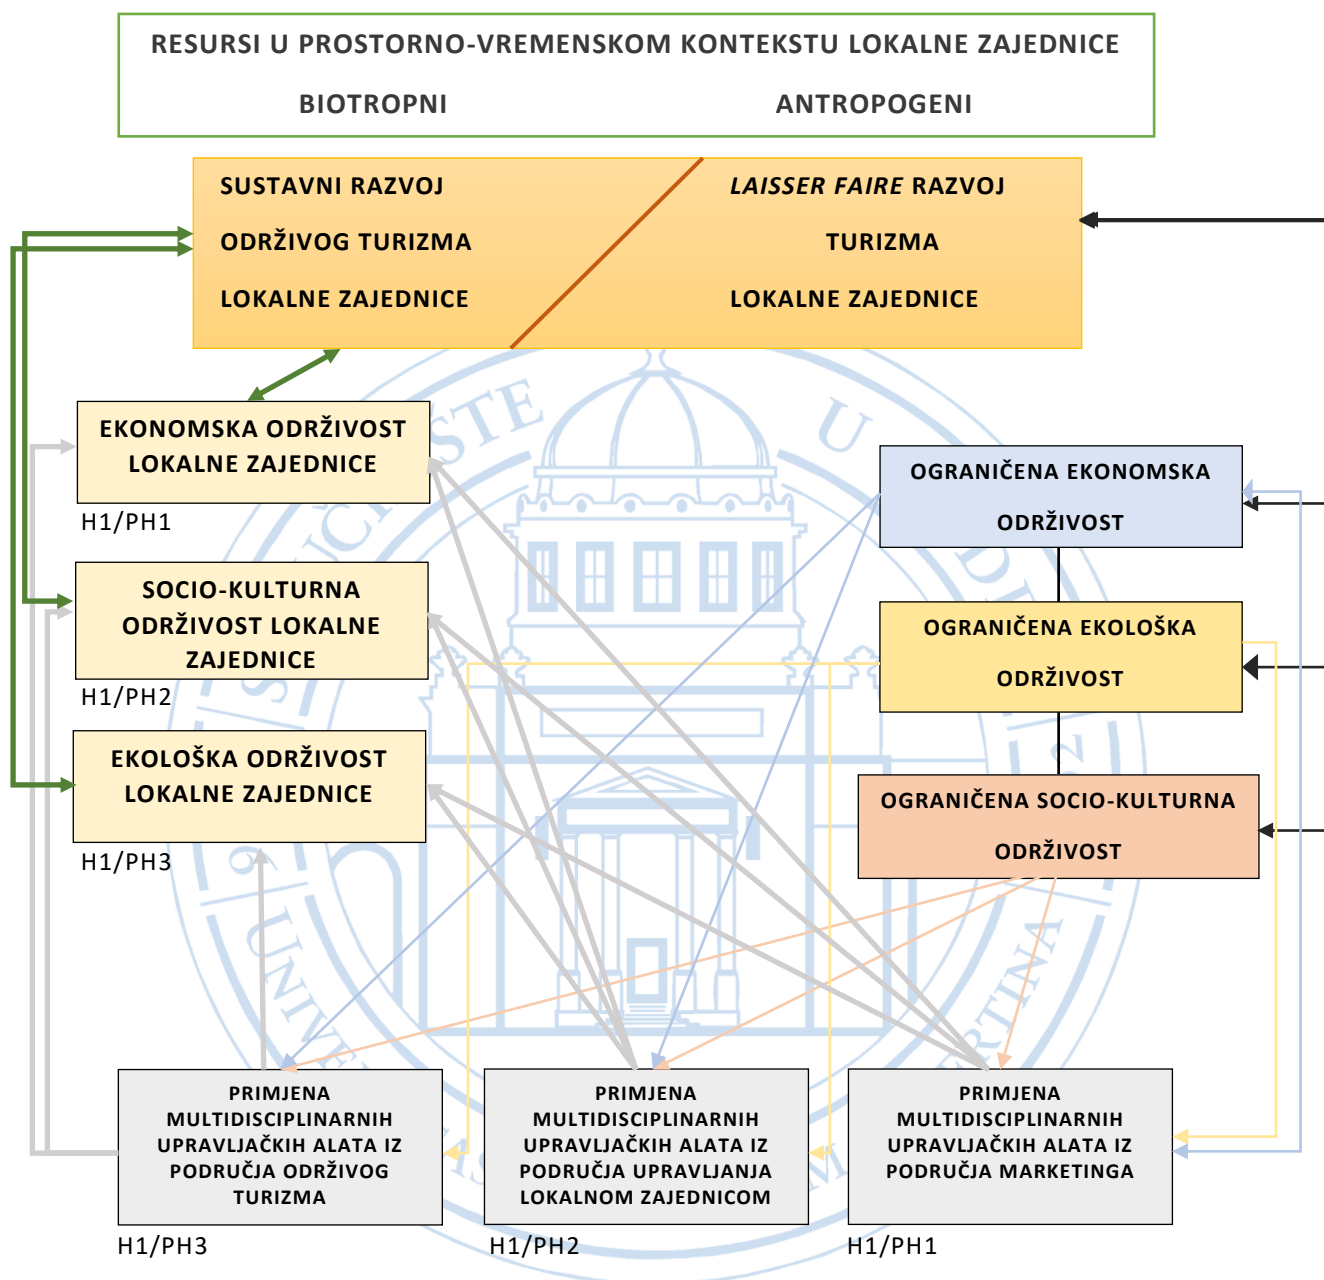 RESURSI U PROSTORNO-VREMENSKOM KONTEKSTU LOKALNE ZAJEDNICE
BIOTROPNI ANTROPOGENI
SUSTAVNI RAZVOJ
ODRŽIVOG TURIZMA
LOKALNE ZAJEDNICE
LAISSER FAIRE RAZVOJ
TURIZMA
LOKALNE ZAJEDNICE
EKONOMSKA ODRŽIVOST
LOKALNE ZAJEDNICE
H1/PH1
SOCIO-KULTURNA
ODRŽIVOST LOKALNE
ZAJEDNICE
H1/PH2
EKOLOŠKA ODRŽIVOST
LOKALNE ZAJEDNICE
H1/PH3
OGRANIČENA EKONOMSKA
ODRŽIVOST
OGRANIČENA EKOLOŠKA
ODRŽIVOST
OGRANIČENA SOCIO-KULTURNA
ODRŽIVOST
PRIMJENA
MULTIDISCIPLINARNIH
UPRAVLJAČKIH ALATA IZ
PODRUČJA ODRŽIVOG
TURIZMA
H1/PH3
PRIMJENA
MULTIDISCIPLINARNIH
UPRAVLJAČKIH ALATA IZ
PODRUČJA UPRAVLJANJA
LOKALNOM ZAJEDNICOM
H1/PH2
PRIMJENA
MULTIDISCIPLINARNIH
UPRAVLJAČKIH ALATA IZ
PODRUČJA MARKETINGA
H1/PH1